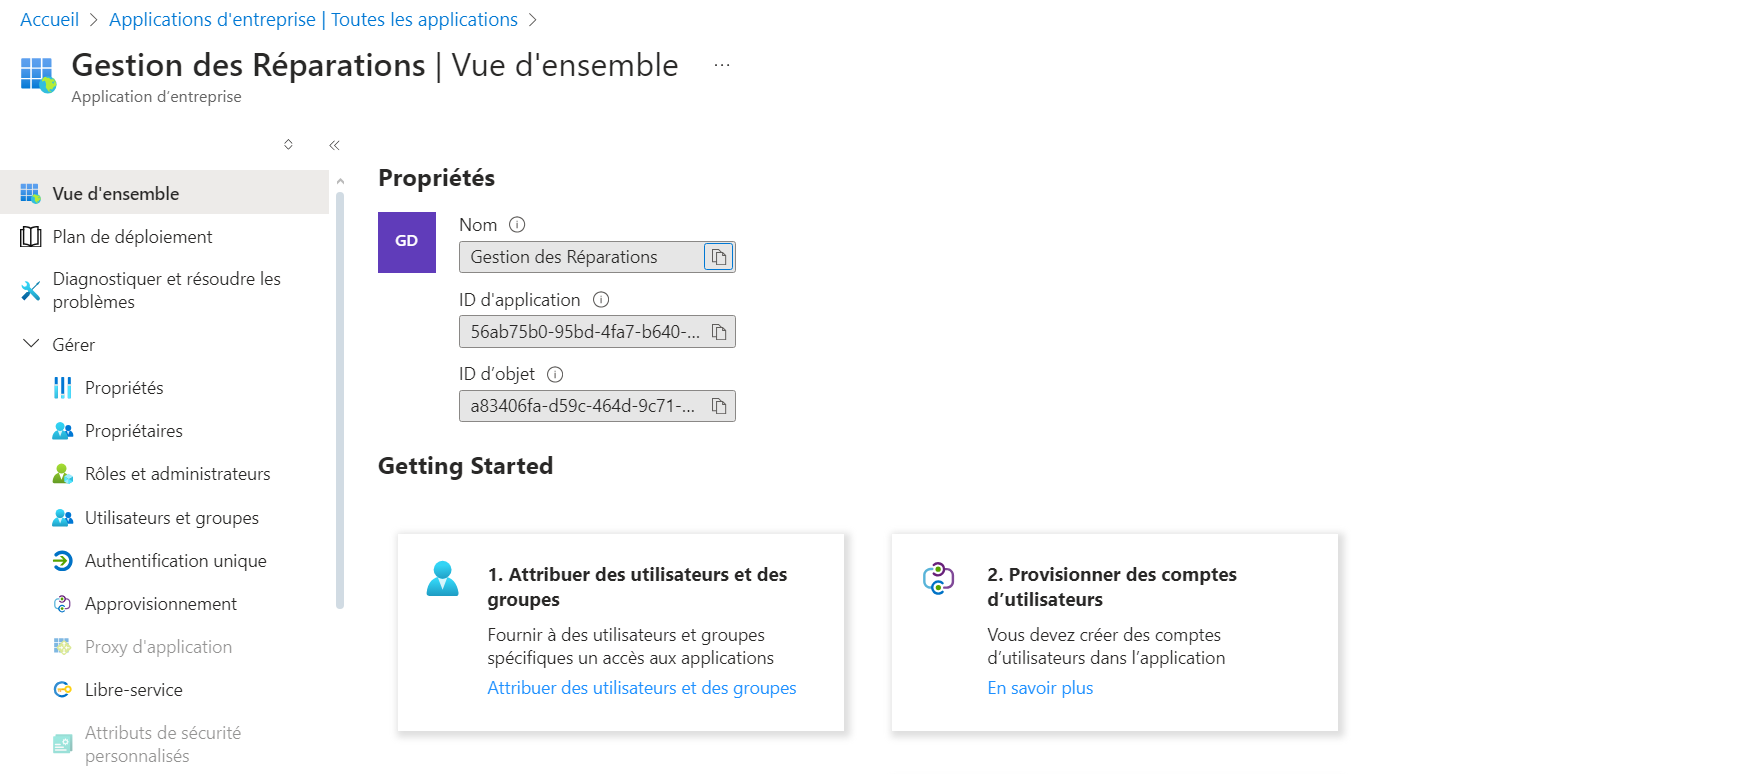 Accueil > Applications d'entreprise | Toutes les applications >
Gestion des Réparations | Vue d'ensemble ...
Application d'entreprise
Vue d'ensemble
Plan de déploiement
Diagnostiquer et résoudre les
problèmes
Gérer
Propriétés
Propriétaires
Rôles et administrateurs
Utilisateurs et groupes
Authentification unique
Approvisionnement
Proxy d'application
Libre-service
Attributs de sécurité
personnalisés
Propriétés
GD
Nom
Gestion des Réparations
ID d'application
56ab75b0-95bd-4fa7-b640-...
ID d’objet
a83406fa-d59c-464d-9c71-...
Getting Started
1. Attribuer des utilisateurs et des
groupes
Fournir à des utilisateurs et groupes
spécifiques un accès aux applications
Attribuer des utilisateurs et des groupes
2. Provisionner des comptes
d’utilisateurs
Vous devez créer des comptes
d’utilisateurs dans l’application
En savoir plus